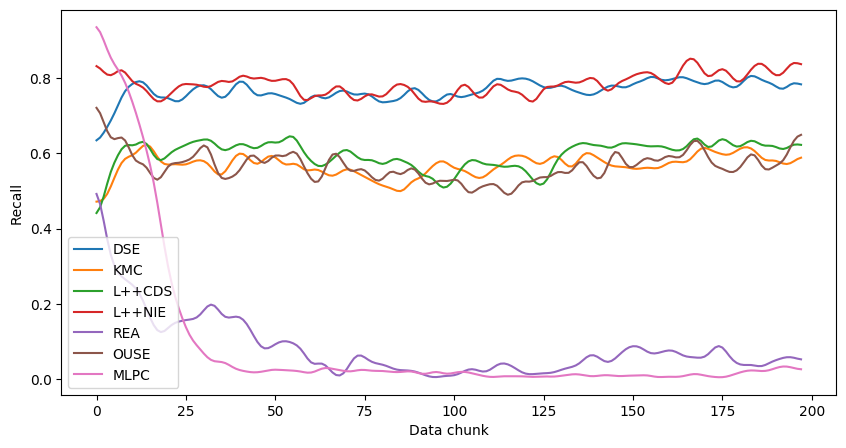 Recall
0.8
0.6
0.4
0.2
0.0
DSE
KMC
L++CDS
L++NIE
REA
OUSE
MLPC
0 25 50 75 100 125 150 175 200
Data chunk